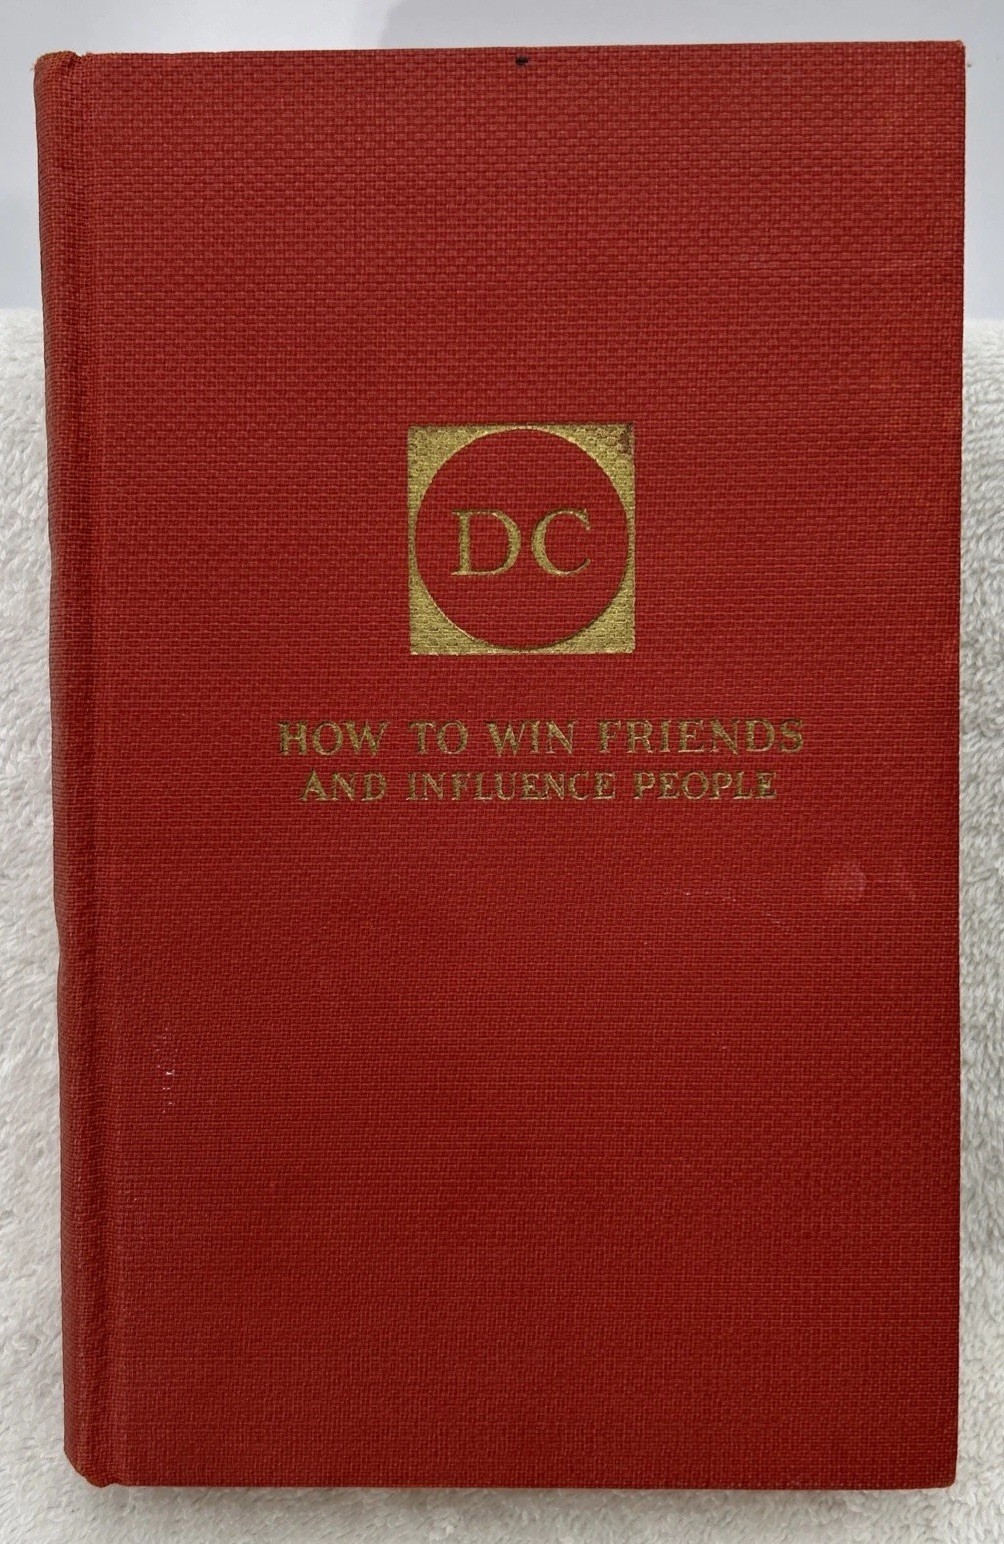 DC
HOW TO WIN FRIENDS
AND INFLUENCE PEOPLE